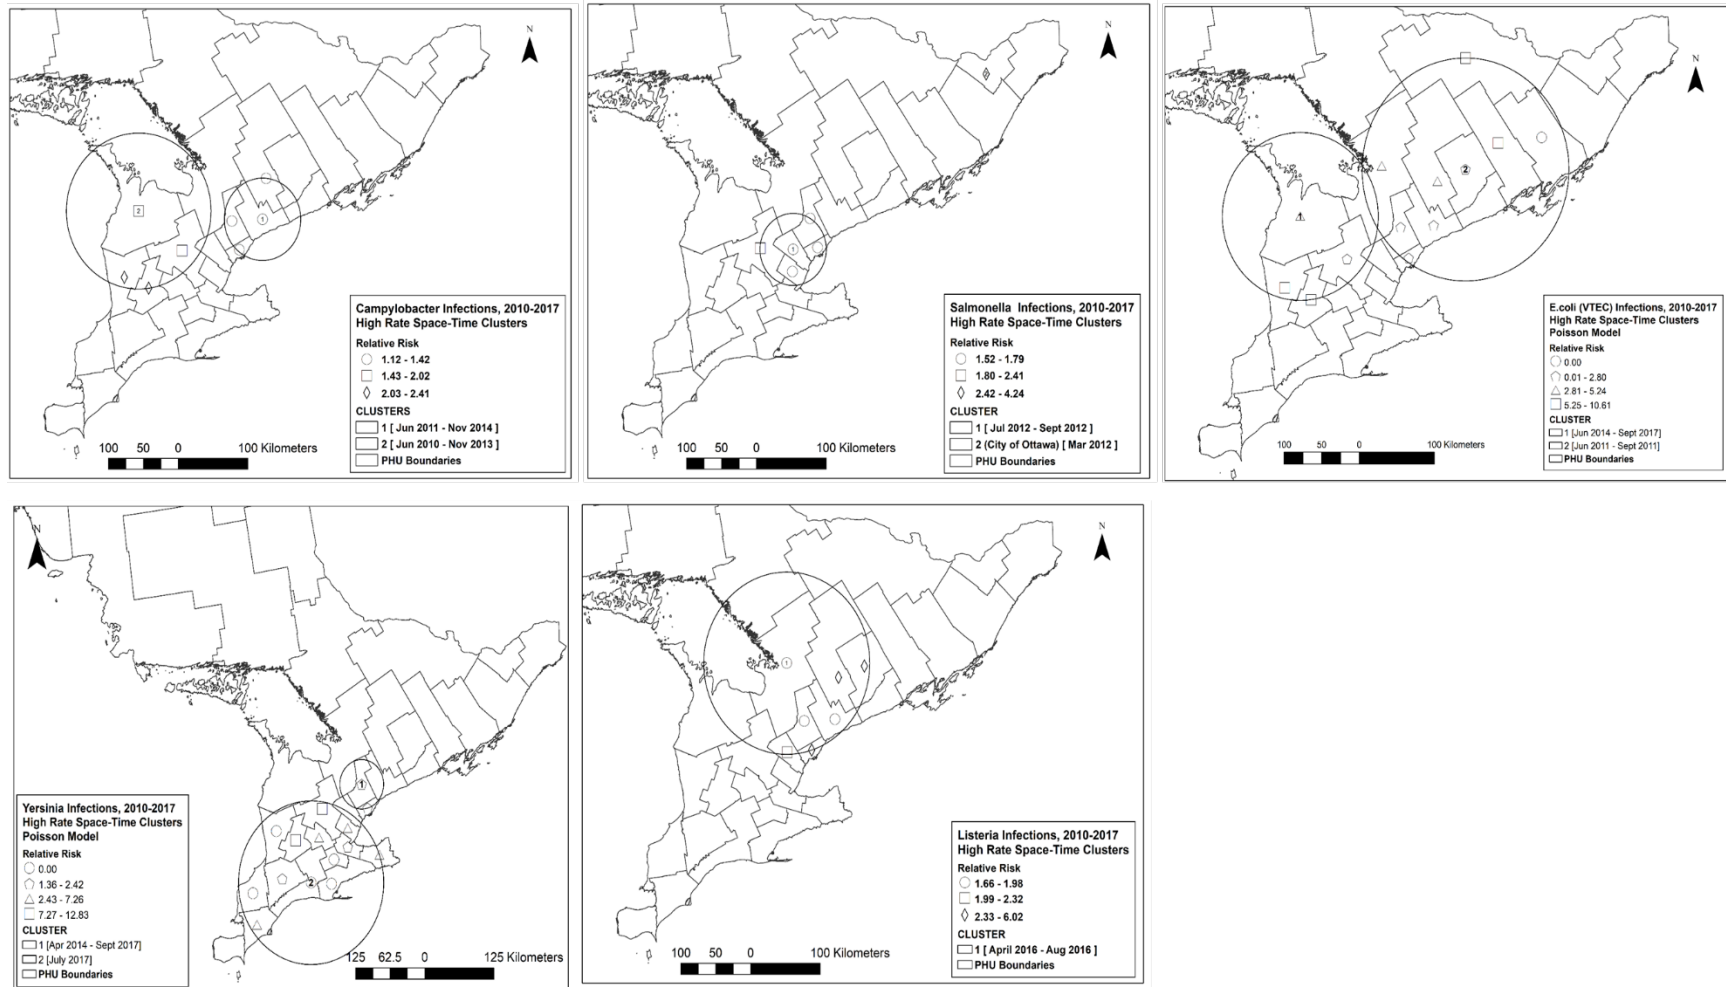 N
2
1
Campylobacter Infections, 2010-2017
High Rate Space-Time Clusters
Relative Risk
1.12 - 1.42
1.43 - 2.02
2.03 - 2.41
CLUSTERS
1 [ Jun 2011 - Nov 2014 ]
2 [ Jun 2010 - Nov 2013 ]
PHU Boundaries
100 50 0 100 Kilometers
N
1
Salmonella Infections, 2010-2017
High Rate Space-Time Clusters
Relative Risk
1.52 - 1.79
1.80 - 2.41
2.42 - 4.24
CLUSTER
1 [ Jul 2012 - Sept 2012 ]
2 (City of Ottawa) [ Mar 2012 ]
PHU Boundaries
100 50 0 100 Kilometers
N
2
1
E.coli (VTEC) Infections, 2010-2017
High Rate Space-Time Clusters
Poisson Model
Relative Risk
0.00
0.01 - 2.80
2.81 - 5.24
5.25 - 10.61
CLUSTER
1 [Jun 2014 - Sept 2017]
2 [Jun 2011 - Sept 2011]
PHU Boundaries
100 50 0 100 Kilometers
N
1
2
Yersinia Infections, 2010-2017
High Rate Space-Time Clusters
Poisson Model
Relative Risk
0.00
1.36 - 2.42
2.43 - 7.26
7.27 - 12.83
CLUSTER
1 [Apr 2014 - Sept 2017]
2 [July 2017]
PHU Boundaries
125 62.5 0 125 Kilometers
N
1
Listeria Infections, 2010-2017
High Rate Space-Time Clusters
Relative Risk
1.66 - 1.98
1.99 - 2.32
2.33 - 6.02
CLUSTER
1 [ April 2016 - Aug 2016 ]
PHU Boundaries
100 50 0 100 Kilometers